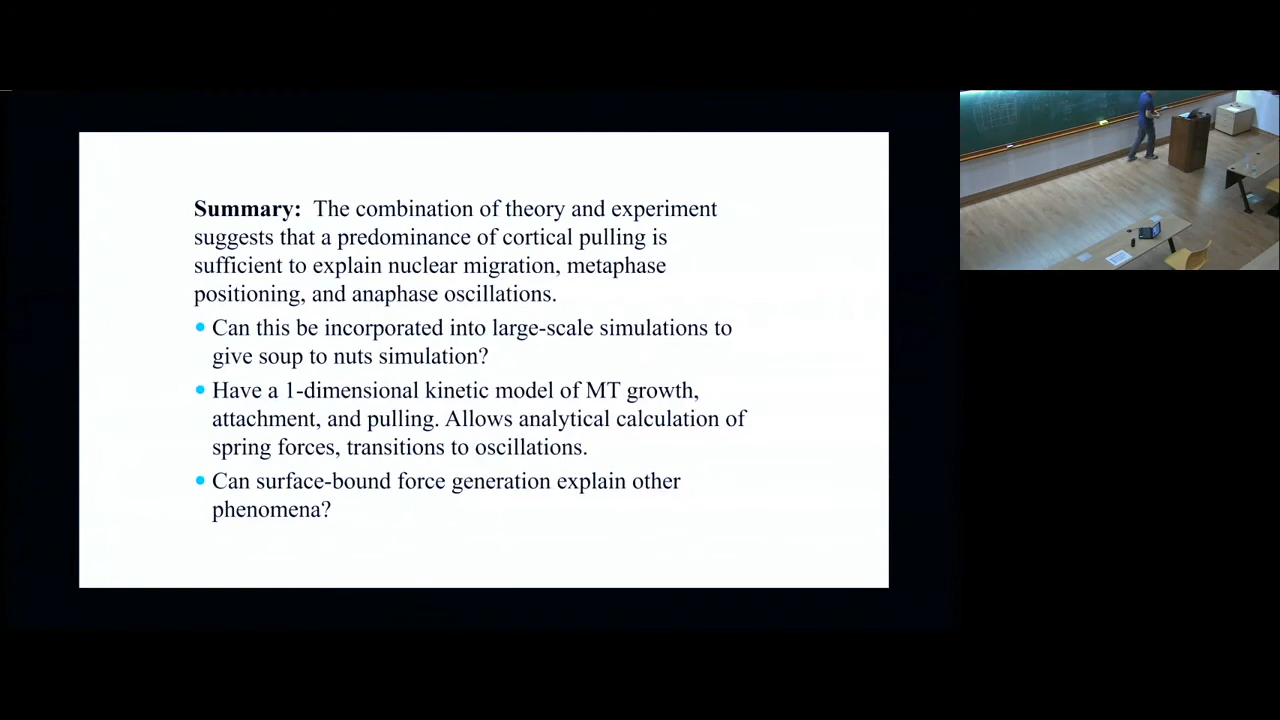 Summary: The combination of theory and experiment
suggests that a predominance of cortical pulling is
sufficient to explain nuclear migration, metaphase
positioning, and anaphase oscillations.
• Can this be incorporated into large-scale simulations to
give soup to nuts simulation?
• Have a 1-dimensional kinetic model of MT growth,
attachment, and pulling. Allows analytical calculation of
spring forces, transitions to oscillations.
• Can surface-bound force generation explain other
phenomena?